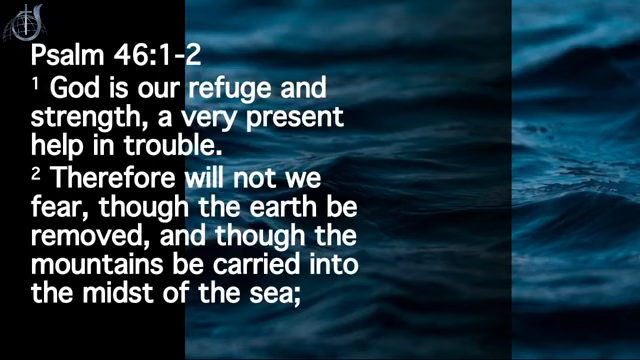 Psalm 46:1-2
¹ God is our refuge and
strength, a very present
help in trouble.
² Therefore will not we
fear, though the earth be
removed, and though the
mountains be carried into
the midst of the sea;